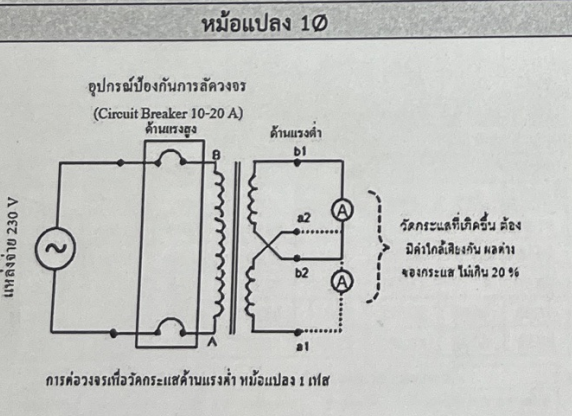 หม้อแปลง 1Ø
อุปกรณ์ป้องกันการลัดวงจร
(Circuit Breaker 10-20 A)
ด้านแรงสูง
ด้านแรงต่ำ
B
b1
A
a2
b2
A
a1
A
แหล่งจ่าย 230 V
วัดกระแสที่เกิดขึ้น ต้อง
มีค่าใกล้เคียงกัน ผลต่าง
ของกระแส ไม่เกิน 20 %
การต่อวงจรเพื่อวัดกระแสด้านแรงต่ำ หม้อแปลง 1 เฟส